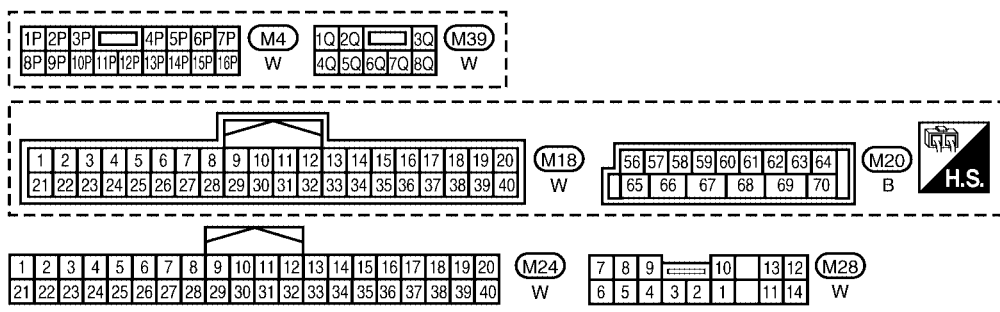 1P 2P 3P 4P 5P 6P 7P M4 1Q 2Q 3Q M39
8P 9P 10P 11P 12P 13P 14P 15P 16P W 4Q 5Q 6Q 7Q 8Q W
1 2 3 4 5 6 7 8 9 10 11 12 13 14 15 16 17 18 19 20 M18 56 57 58 59 60 61 62 63 64 M20
21 22 23 24 25 26 27 28 29 30 31 32 33 34 35 36 37 38 39 40 W 65 66 67 68 69 70 B
H.S.
1 2 3 4 5 6 7 8 9 10 11 12 13 14 15 16 17 18 19 20 M24 7 8 9 10 13 12 M28
21 22 23 24 25 26 27 28 29 30 31 32 33 34 35 36 37 38 39 40 W 6 5 4 3 2 1 11 14 W